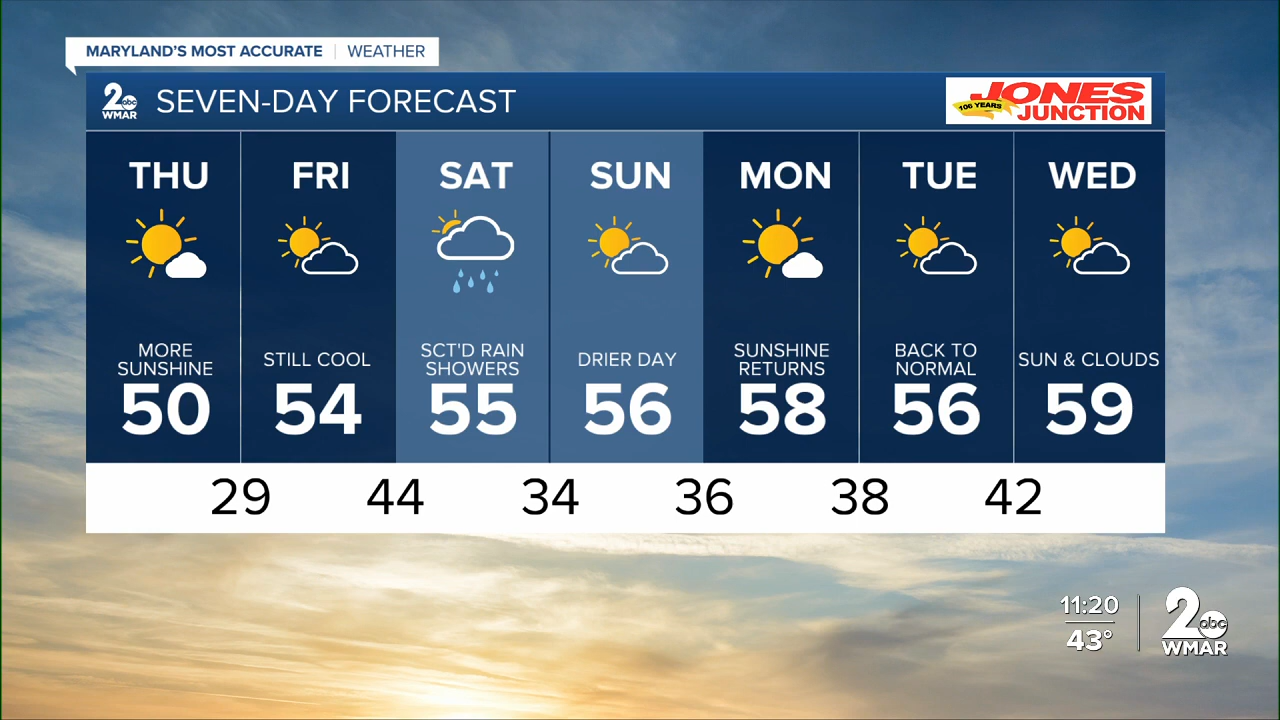 MARYLAND'S MOST ACCURATE | WEATHER
2 abc
WMAR
SEVEN-DAY FORECAST
106 YEARS
JONES
JUNCTION
THU FRI SAT SUN MON TUE WED
MORE
SUNSHINE
STILL COOL
SCT'D RAIN
SHOWERS
DRIER DAY
SUNSHINE
RETURNS
BACK TO
NORMAL
SUN & CLOUDS
50 54 55 56 58 56 59
29 44 34 36 38 42
11:20
43°
2 abc
WMAR